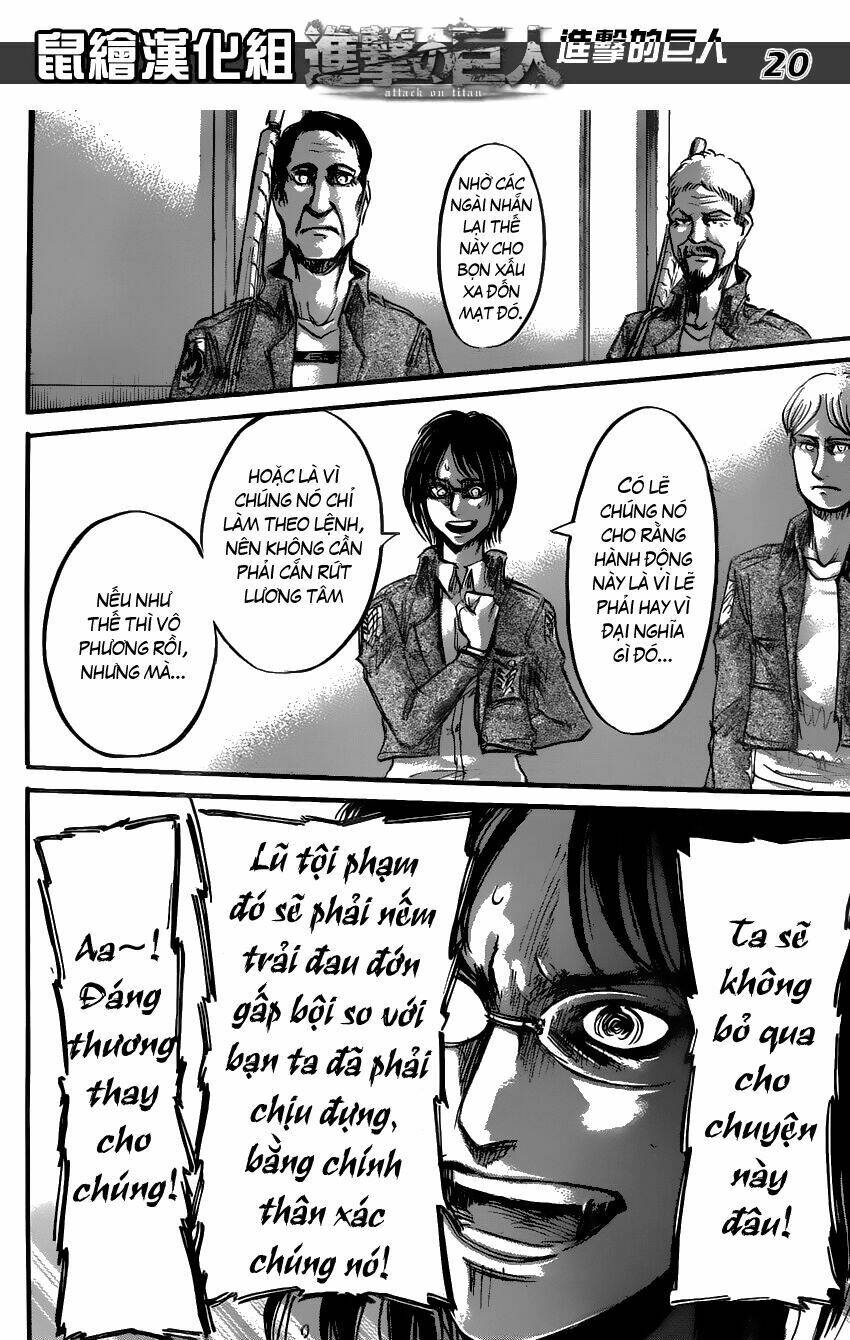 鼠繪漢化組
進撃の巨人
attack on titan
進擊的巨人
20
NHỜ CÁC
NGÀI NHẮN
LẠI THẾ
NÀY CHO
BỌN XẤU
XA ĐỐN
MẠT ĐÓ.
CÓ LẼ
CHÚNG NÓ
CHO RẰNG
HÀNH ĐỘNG
NÀY LÀ VÌ LẼ
PHẢI HAY VÌ
ĐẠI NGHĨA
GÌ ĐÓ...
HOẶC LÀ VÌ
CHÚNG NÓ CHỈ
LÀM THEO LỆNH,
NÊN KHÔNG CẦN
PHẢI CẮN RỨT
LƯƠNG TÂM
NẾU NHƯ
THẾ THÌ VÔ
PHƯƠNG RỒI,
NHƯNG MÀ...
Ta sẽ
không
bỏ qua
cho
chuyện
này
đâu!
Lũ tội phạm
đó sẽ phải nếm
trải đau đớn
gấp bội so với
bạn ta đã phải
chịu đựng,
bằng chính
thân xác
chúng nó!
Aa~!
Đáng
thương
thay
cho
chúng!